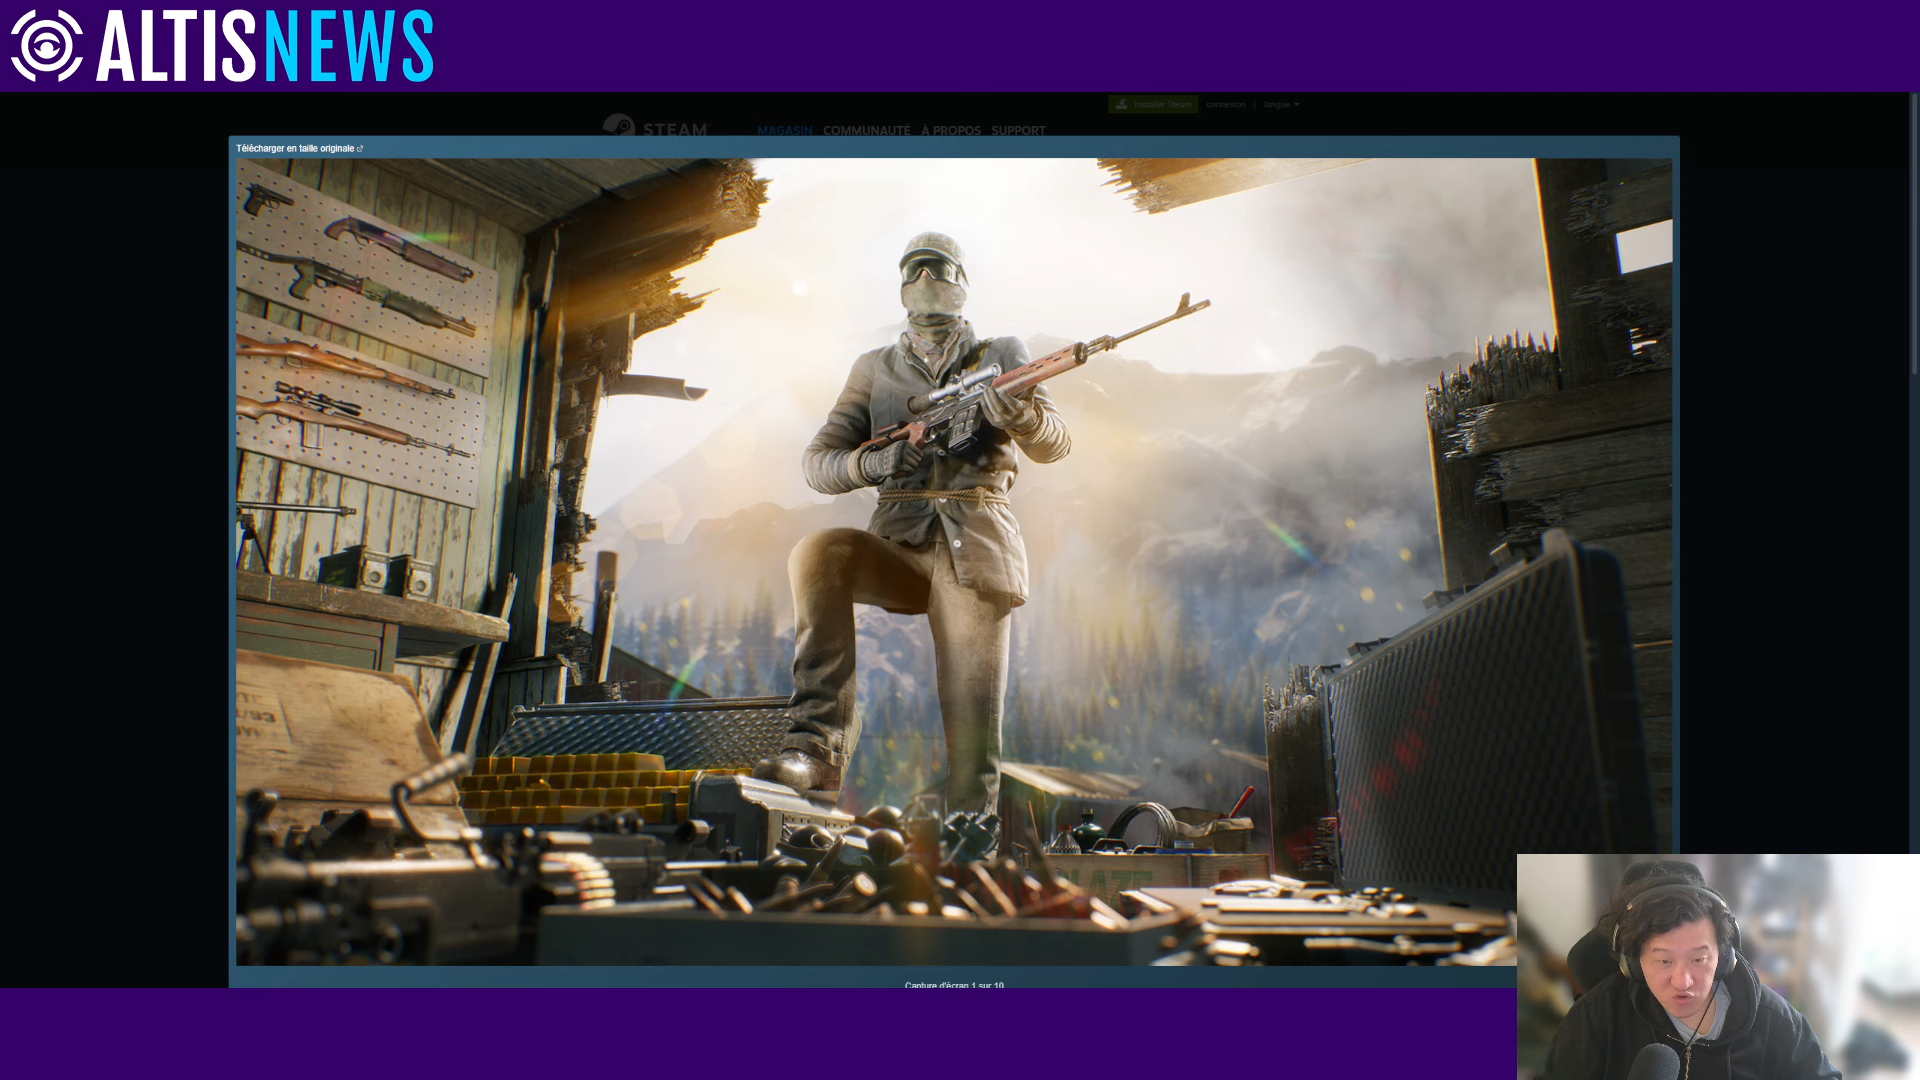 ALTISNEWS
Installer Steam connexion | langue
STEAM MAGASIN COMMUNAUTÉ À PROPOS SUPPORT
Télécharger en taille originale
Capture d'écran 1 sur 10